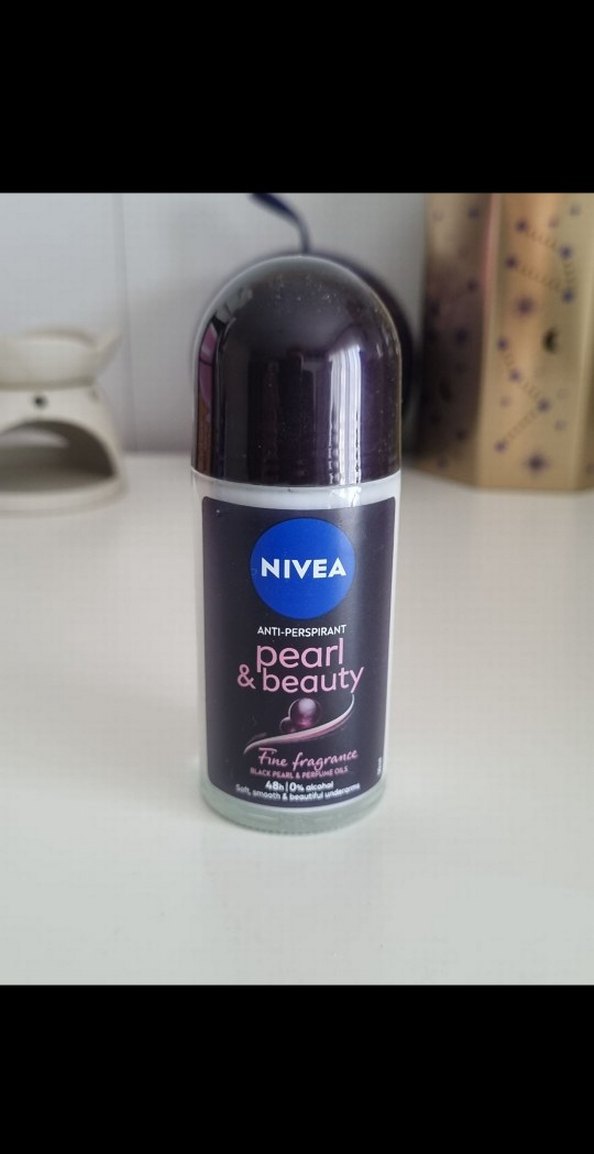 NIVEA
ANTI-PERSPIRANT
pearl
& beauty
Fine fragrance
BLACK PEARL & PERFUME OILS
48h | 0% alcohol
Soft, smooth & beautiful underarms